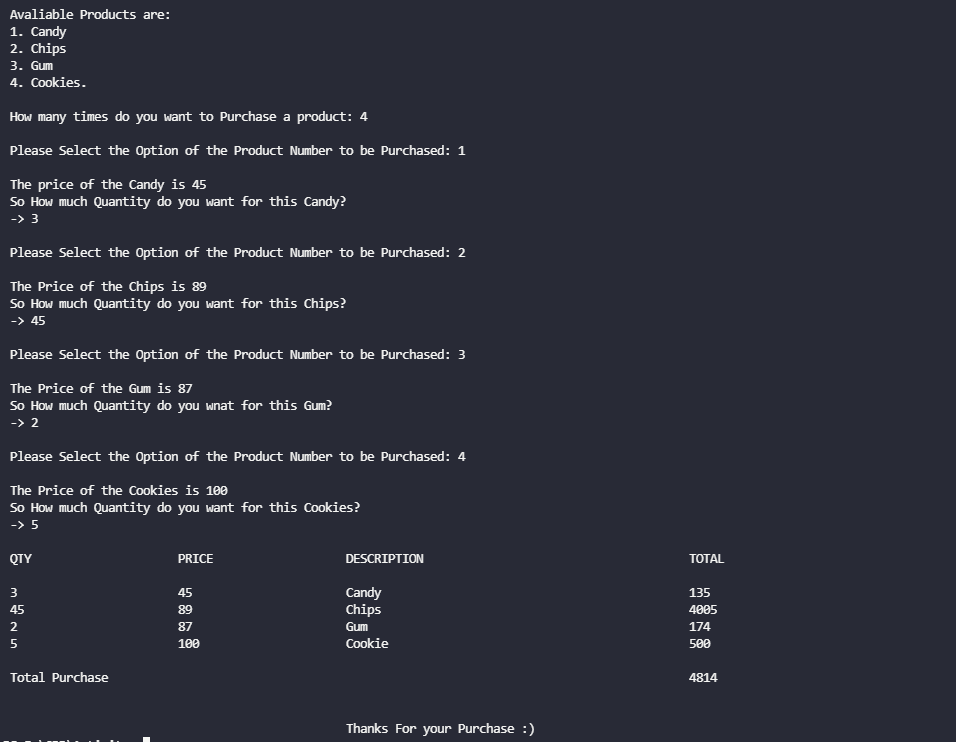 Avaliable Products are:
1. Candy
2. Chips
3. Gum
4. Cookies.
How many times do you want to Purchase a product: 4
Please Select the Option of the Product Number to be Purchased: 1
The price of the Candy is 45
So How much Quantity do you want for this Candy?
-> 3
Please Select the Option of the Product Number to be Purchased: 2
The Price of the Chips is 89
So How much Quantity do you want for this Chips?
-> 45
Please Select the Option of the Product Number to be Purchased: 3
The Price of the Gum is 87
So How much Quantity do you wnat for this Gum?
-> 2
Please Select the Option of the Product Number to be Purchased: 4
The Price of the Cookies is 100
So How much Quantity do you want for this Cookies?
-> 5
QTY PRICE DESCRIPTION TOTAL
3 45 Candy 135
45 89 Chips 4005
2 87 Gum 174
5 100 Cookie 500
Total Purchase 4814
Thanks For your Purchase :)